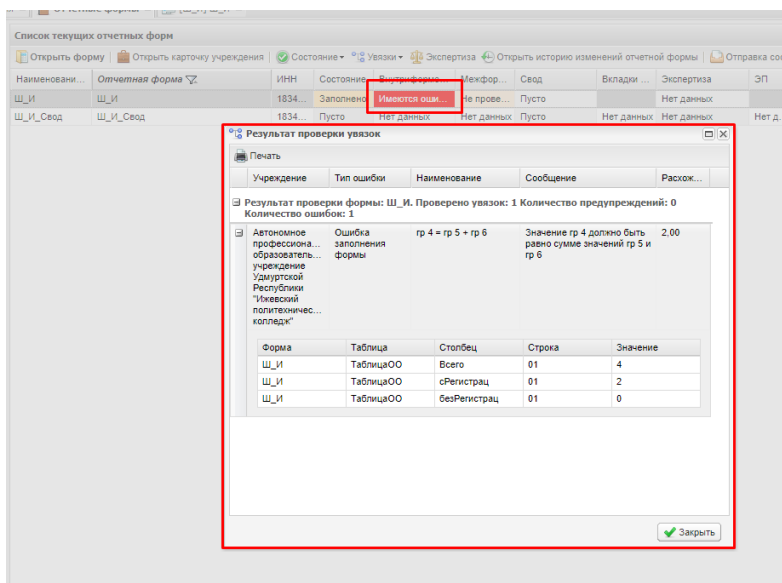 Список текущих отчетных форм
Открыть форму Открыть карточку учреждения Состояние Увязки Экспертиза Открыть историю изменений отчетной формы Отправка соо
Наименовани... Отчетная форма ИНН Состояние Внутриформе... Межфор... Свод Вкладки ... Экспертиза ЭП
Ш_И Ш_И 1834... Заполнено Имеются оши... Не прове... Пусто Нет данных
Ш_И_Свод Ш_И_Свод 1834... Пусто Нет данных Нет данных Пусто Нет данных Нет данных Нет д...
Результат проверки увязок
Печать
Учреждение Тип ошибки Наименование Сообщение Расхож...
Результат проверки формы: Ш_И. Проверено увязок: 1 Количество предупреждений: 0
Количество ошибок: 1
Автономное Ошибка гр 4 = гр 5 + гр 6 Значение гр 4 должно быть 2,00
профессиона... заполнения равно сумме значений гр 5 и
образователь... формы гр 6
учреждение
Удмуртской
Республики
"Ижевский
политехничес...
колледж"
Форма Таблица Столбец Строка Значение
Ш_И ТаблицаОО Всего 01 4
Ш_И ТаблицаОО сРегистрац 01 2
Ш_И ТаблицаОО безРегистрац 01 0
Закрыть